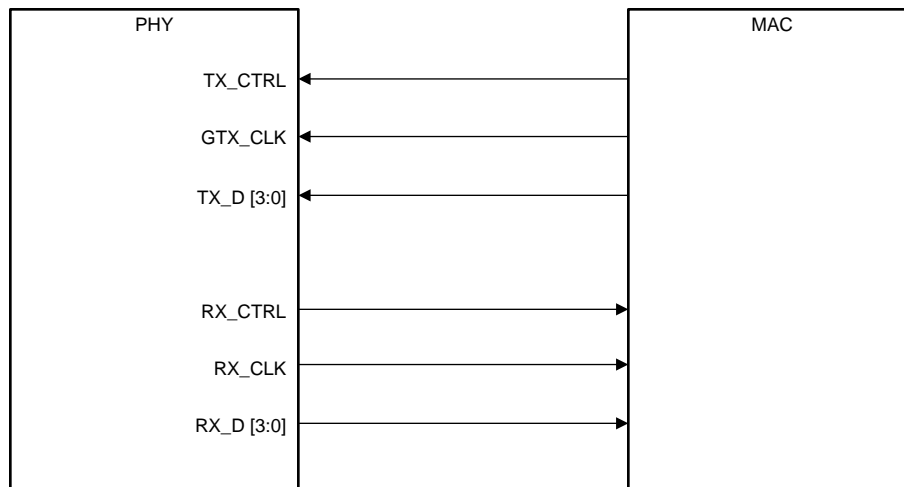 PHY
MAC
TX_CTRL
GTX_CLK
TX_D [3:0]
RX_CTRL
RX_CLK
RX_D [3:0]